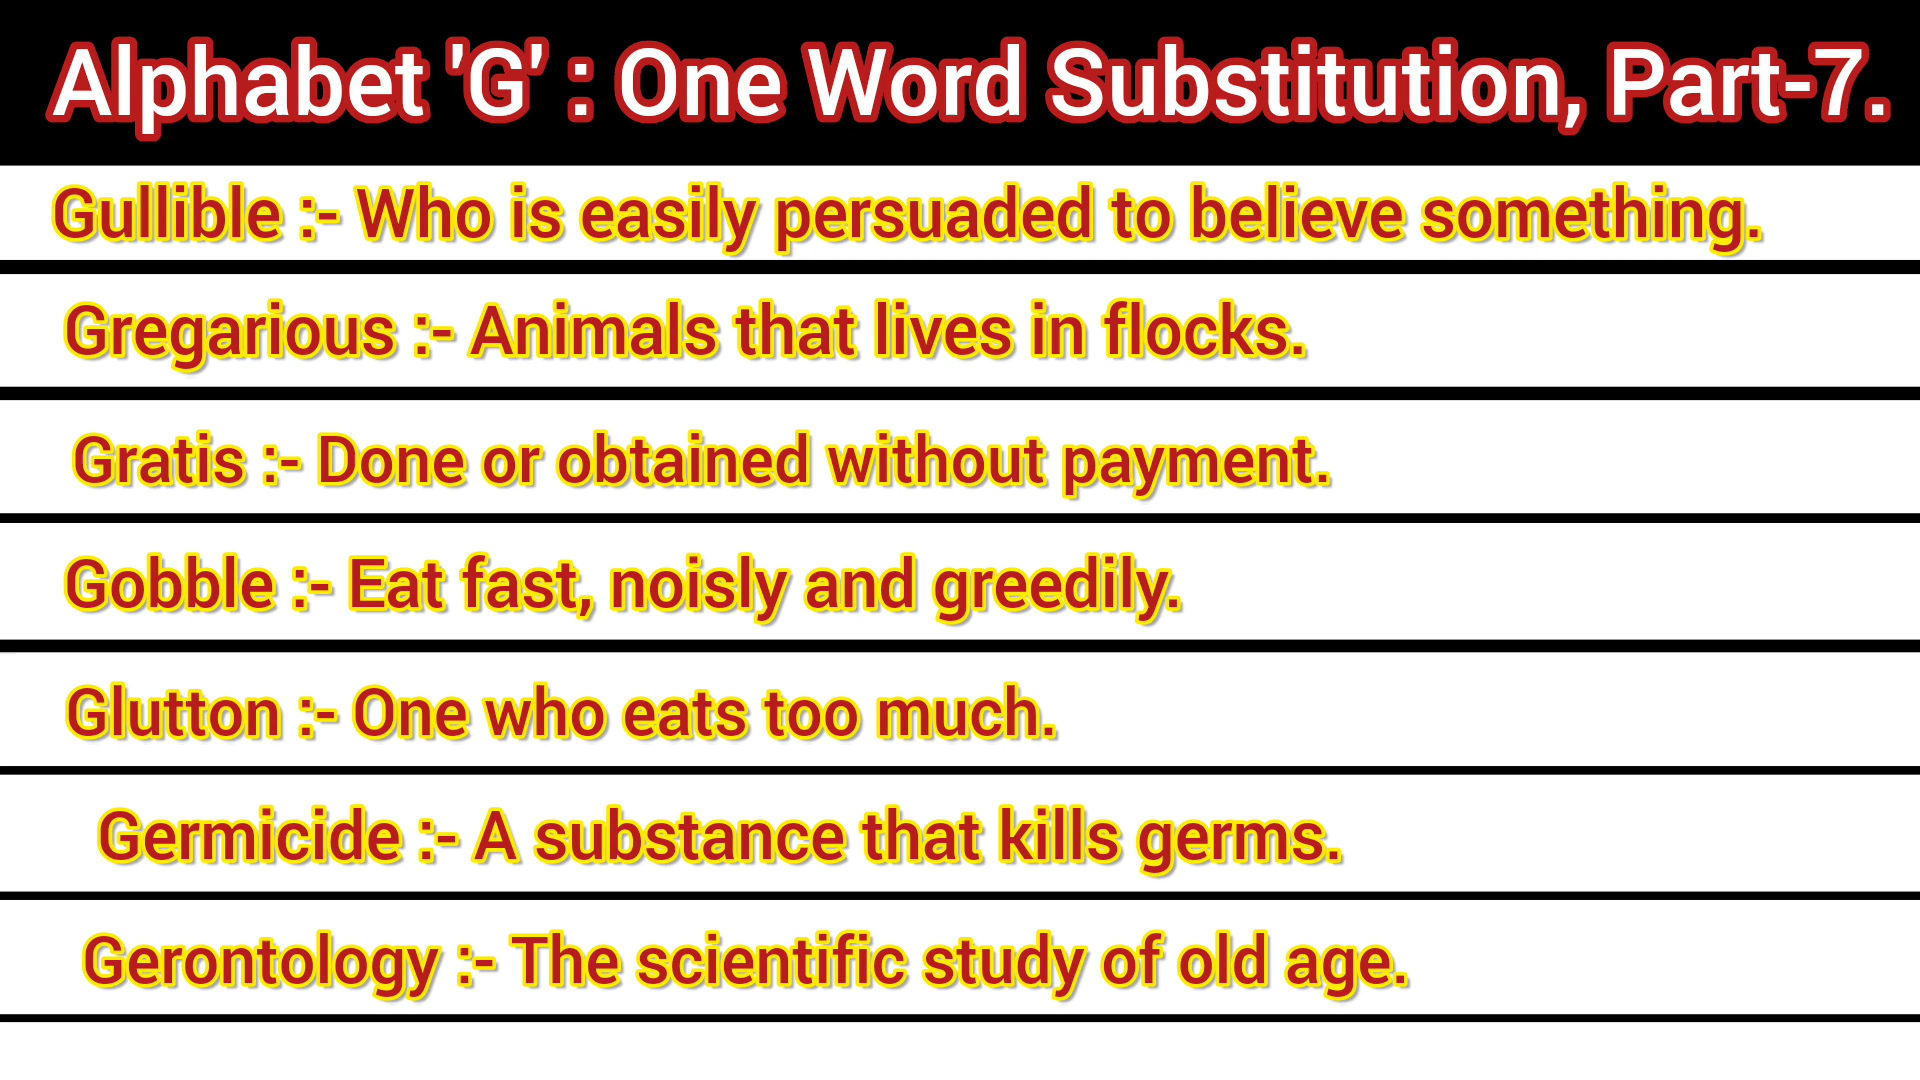 Alphabet 'G' : One Word Substitution, Part-7.
Gullible :- Who is easily persuaded to believe something.
Gregarious :- Animals that lives in flocks.
Gratis :- Done or obtained without payment.
Gobble :- Eat fast, noisly and greedily.
Glutton :- One who eats too much.
Germicide :- A substance that kills germs.
Gerontology :- The scientific study of old age.